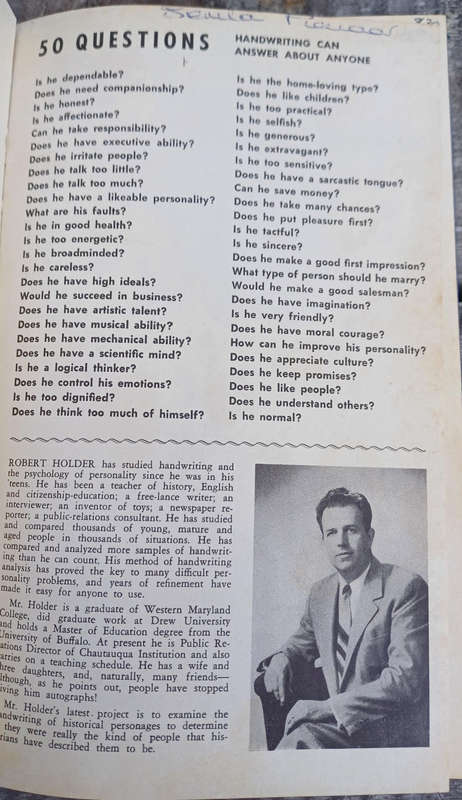 50 QUESTIONS
HANDWRITING CAN
ANSWER ABOUT ANYONE
Is he dependable?
Does he need companionship?
Is he honest?
Is he affectionate?
Can he take responsibility?
Does he have executive ability?
Does he irritate people?
Does he talk too little?
Does he talk too much?
Does he have a likeable personality?
What are his faults?
Is he in good health?
Is he too energetic?
Is he broadminded?
Is he careless?
Does he have high ideals?
Would he succeed in business?
Does he have artistic talent?
Does he have musical ability?
Does he have mechanical ability?
Does he have a scientific mind?
Is he a logical thinker?
Does he control his emotions?
Is he too dignified?
Does he think too much of himself?
Is he the home-loving type?
Does he like children?
Is he too practical?
Is he selfish?
Is he generous?
Is he extravagant?
Is he too sensitive?
Does he have a sarcastic tongue?
Can he save money?
Does he take many chances?
Does he put pleasure first?
Is he tactful?
Is he sincere?
Does he make a good first impression?
What type of person should he marry?
Would he make a good salesman?
Does he have imagination?
Is he very friendly?
Does he have moral courage?
How can he improve his personality?
Does he appreciate culture?
Does he keep promises?
Does he like people?
Does he understand others?
Is he normal?
ROBERT HOLDER has studied handwriting and
the psychology of personality since he was in his
'teens. He has been a teacher of history, English
and citizenship-education; a free-lance writer; an
interviewer; an inventor of toys; a newspaper re-
porter; a public-relations consultant. He has studied
and compared thousands of young, mature and
aged people in thousands of situations. He has
compared and analyzed more samples of handwrit-
ing than he can count. His method of handwriting
analysis has proved the key to many difficult per-
sonality problems, and years of refinement have
made it easy for anyone to use.
Mr. Holder is a graduate of Western Maryland
College, did graduate work at Drew University
and holds a Master of Education degree from the
University of Buffalo. At present he is Public Re-
ations Director of Chautauqua Institution and also
arries on a teaching schedule. He has a wife and
hree daughters, and, naturally, many friends—
lthough, as he points out, people have stopped
iving him autographs!
Mr. Holder's latest project is to examine the
andwriting of historical personages to determine
they were really the kind of people that his-
rians have described them to be.